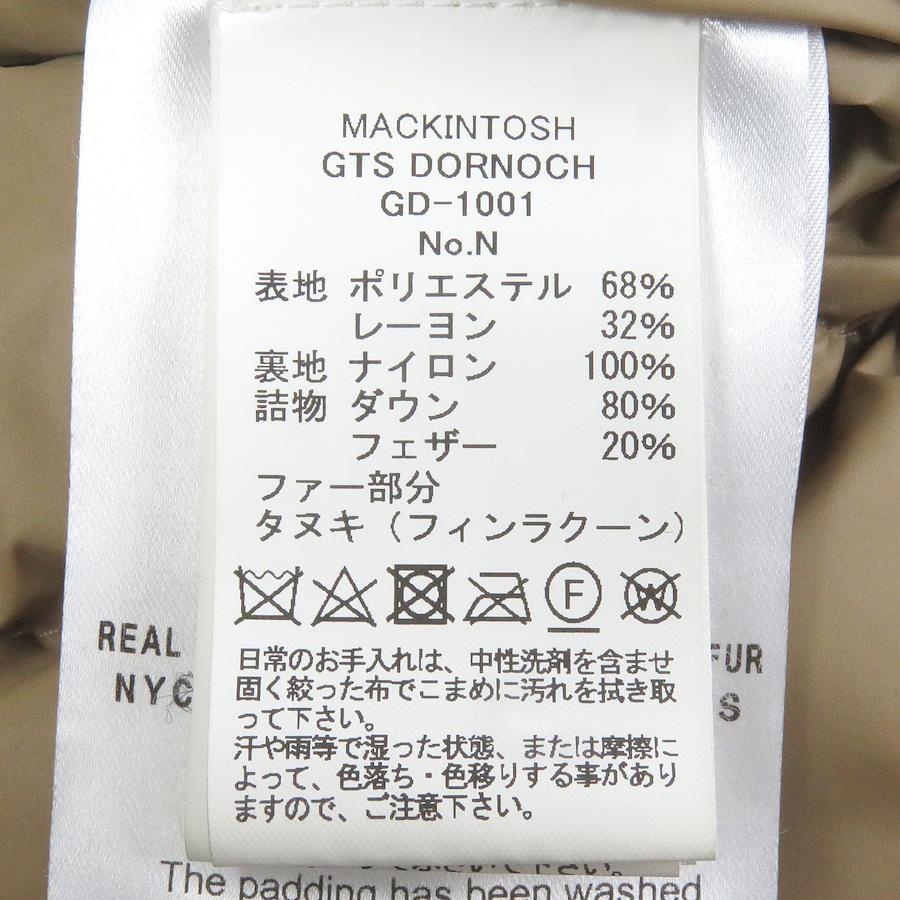 MACKINTOSH
GTS DORNOCH
GD-1001
No.N
表地 ポリエステル 68%
レーヨン 32%
裏地 ナイロン 100%
詰物 ダウン 80%
フェザー 20%
ファー部分
タヌキ (フィンラクーン)
F
W
日常のお手入れは、中性洗剤を含ませ
固く絞った布でこまめに汚れを拭き取
って下さい。
汗や雨等で湿った状態、または摩擦に
よって、色落ち・色移りする事があり
ますので、ご注意下さい。
REAL FUR
NYC S
The padding has been washed